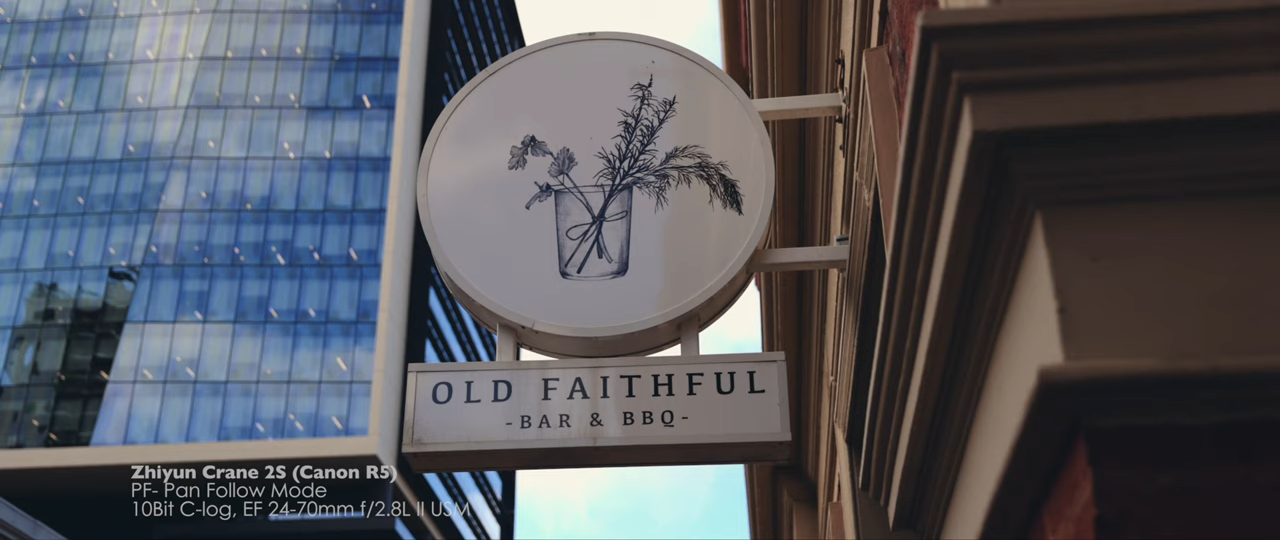 OLD FAITHFUL
-BAR & BBQ-
Zhiyun Crane 2S (Canon R5)
PF- Pan Follow Mode
10Bit C-log, EF 24-70mm f/2.8L II USM